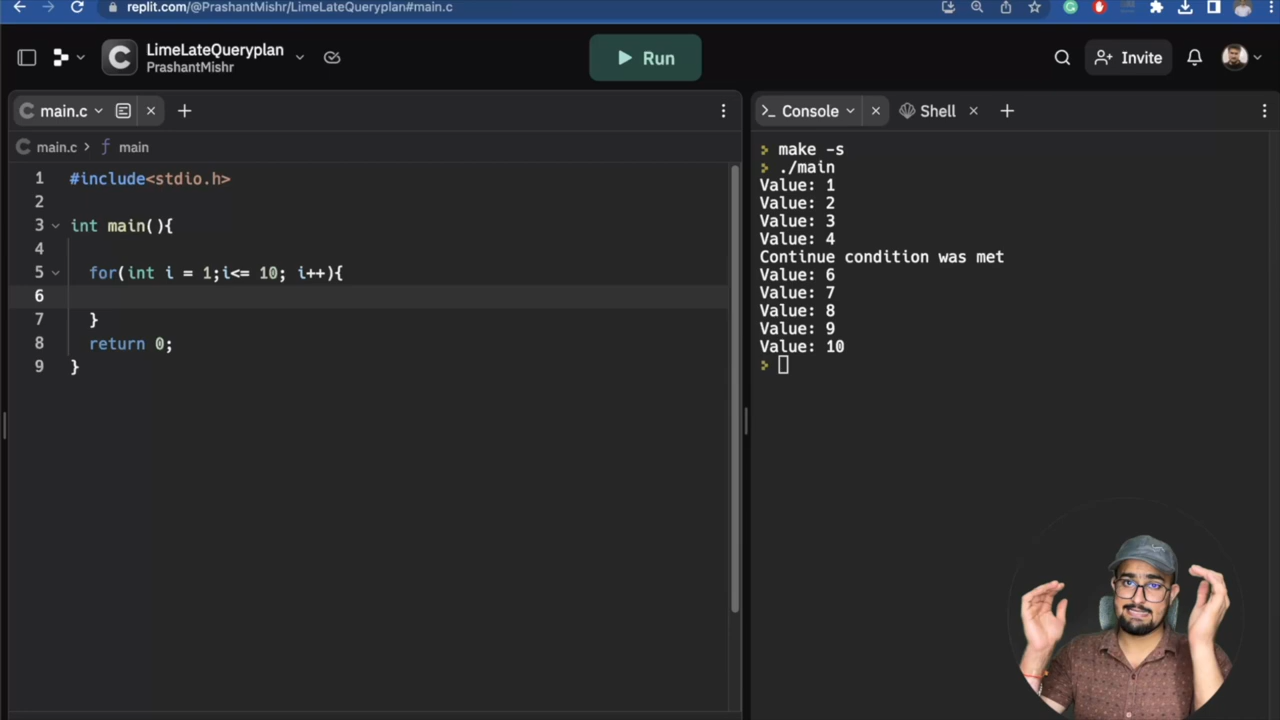 replit.com/@PrashantMishr/LimeLateQueryplan#main.c
LimeLateQueryplan
PrashantMishr
Run
Invite
main.c
Console
Shell
main.c > main
1 #include<stdio.h>
2
3 int main(){
4
5 for(int i = 1;i<= 10; i++){
6
7 }
8 return 0;
9 }
make -s
./main
Value: 1
Value: 2
Value: 3
Value: 4
Continue condition was met
Value: 6
Value: 7
Value: 8
Value: 9
Value: 10